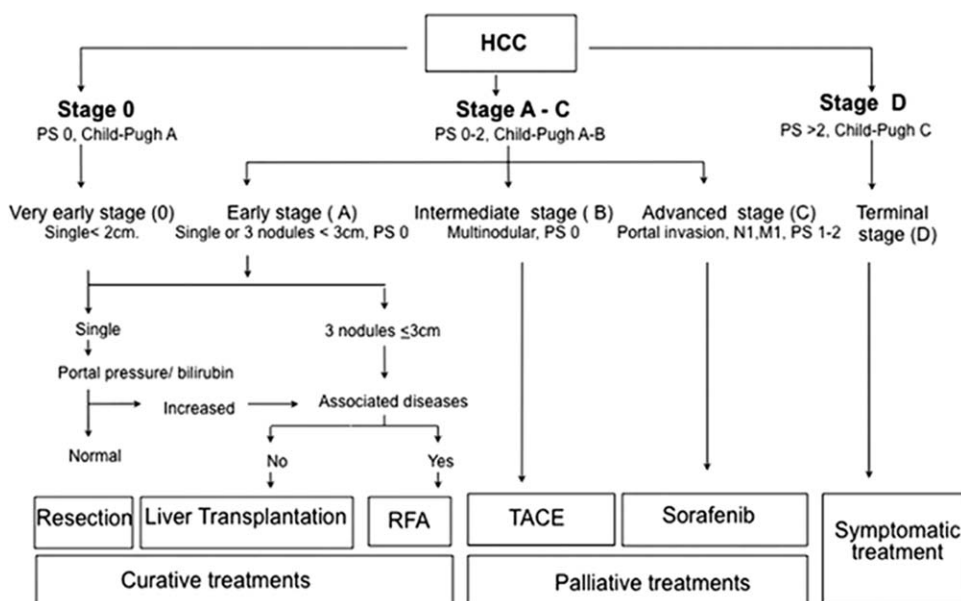 HCC
Stage 0
PS 0, Child-Pugh A
Stage A - C
PS 0-2, Child-Pugh A-B
Stage D
PS >2, Child-Pugh C
Very early stage (0)
Single< 2cm.
Early stage ( A)
Single or 3 nodules < 3cm, PS 0
Intermediate stage ( B)
Multinodular, PS 0
Advanced stage (C)
Portal invasion, N1,M1, PS 1-2
Terminal
stage (D)
Single
3 nodules ≤3cm
Portal pressure/ bilirubin
Increased
Associated diseases
Normal
No
Yes
Resection
Liver Transplantation
RFA
TACE
Sorafenib
Symptomatic
treatment
Curative treatments
Palliative treatments